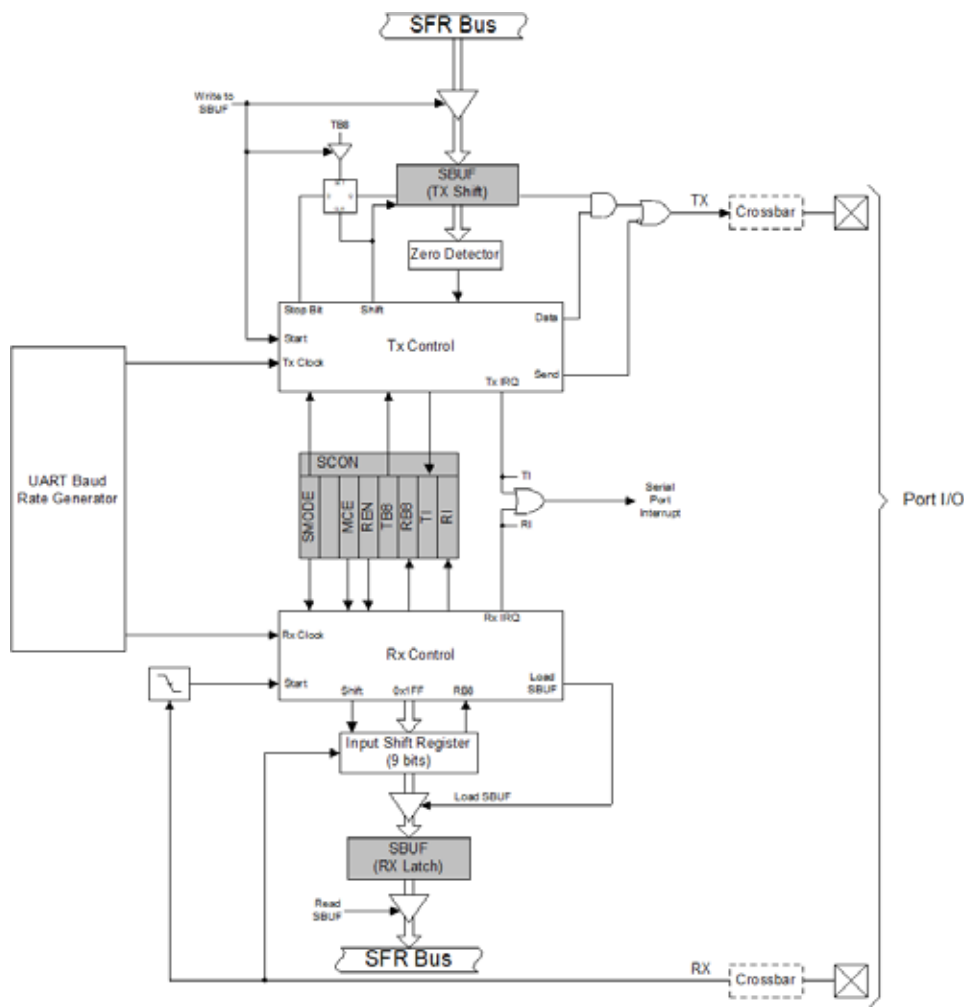 SFR Bus
Write to
SBUF
TB8
SBUF
(TX Shift)
TX
Crossbar
Zero Detector
Stop Bit
Shift
Data
Start
Tx Control
Tx Clock
Send
Tx IRQ
UART Baud
Rate Generator
SCON
SMODE
MCE
REN
TB8
RB8
TI
RI
TI
Serial
Port
Interrupt
RI
Port I/O
Rx IRQ
Rx Clock
Rx Control
Start
Load
SBUF
Shift
0x1FF
RB8
Input Shift Register
(9 bits)
Load SBUF
SBUF
(RX Latch)
Read
SBUF
SFR Bus
RX
Crossbar